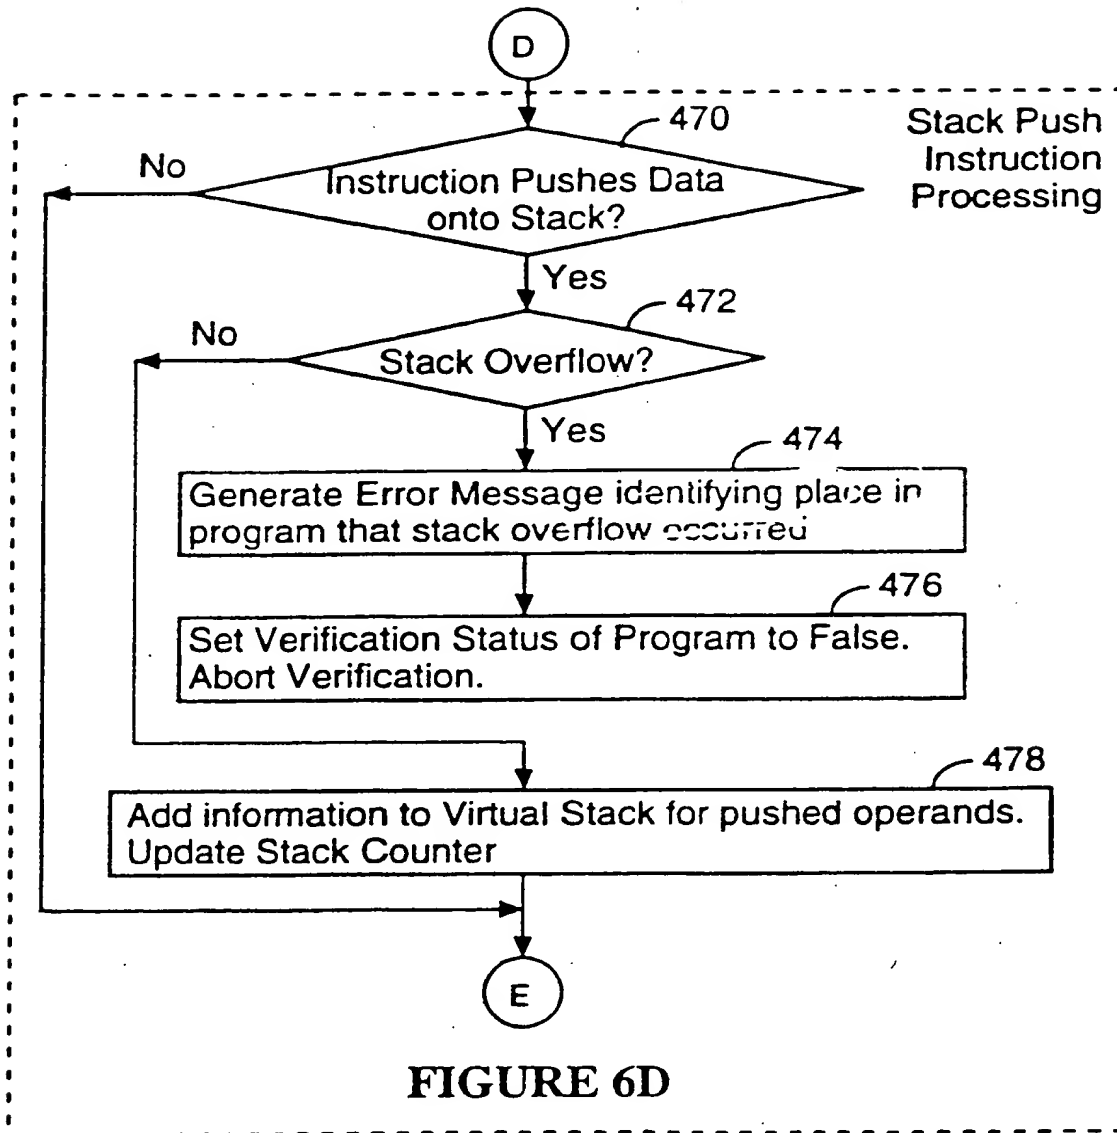 D
470
Stack Push
Instruction
Processing
No
Instruction Pushes Data
onto Stack?
Yes
472
No
Stack Overflow?
Yes
474
Generate Error Message identifying place in
program that stack overflow occurred
476
Set Verification Status of Program to False.
Abort Verification.
478
Add information to Virtual Stack for pushed operands.
Update Stack Counter
E
FIGURE 6D